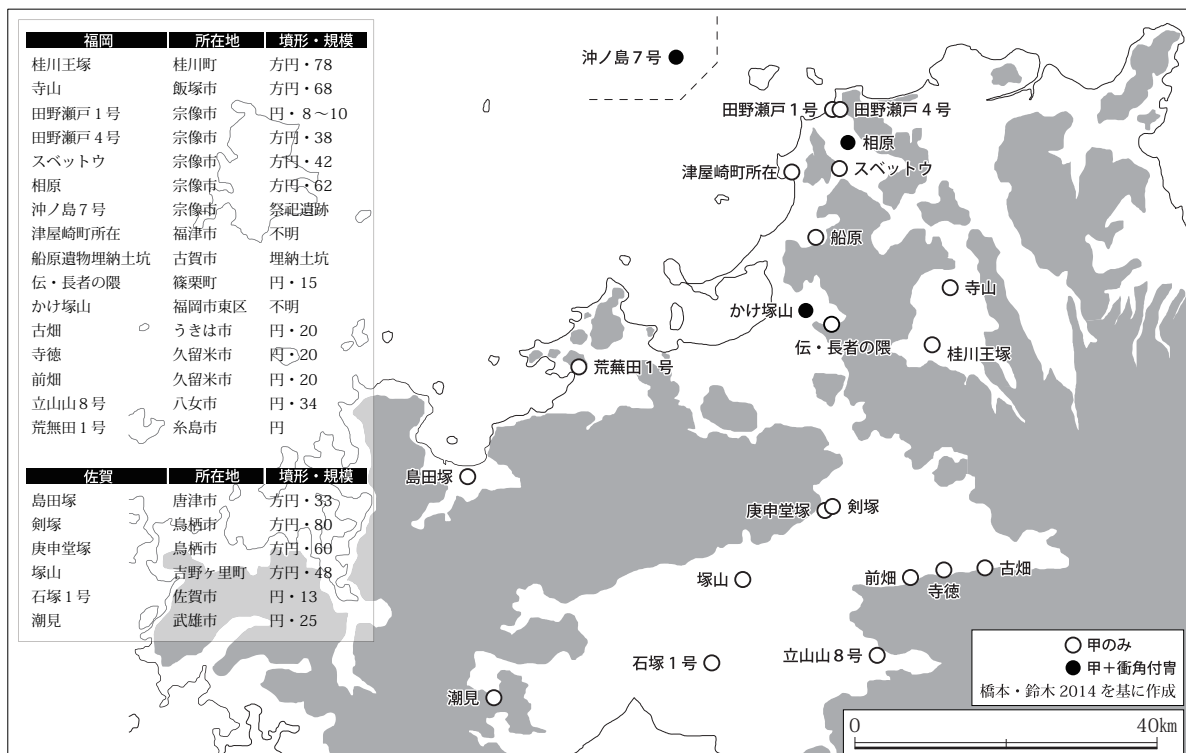 福岡 所在地 墳形・規模
桂川王塚 桂川町 方円・78
寺山 飯塚市 方円・68
田野瀬戸1号 宗像市 円・8〜10
田野瀬戸4号 宗像市 方円・38
スベットウ 宗像市 方円・42
相原 宗像市 方円・62
沖ノ島7号 宗像市 祭祀遺跡
津屋崎町所在 福津市 不明
船原遺物埋納土坑 古賀市 埋納土坑
伝・長者の隈 篠栗町 円・15
かけ塚山 福岡市東区 不明
古畑 うきは市 円・20
寺徳 久留米市 円・20
前畑 久留米市 円・20
立山山8号 八女市 円・34
荒無田1号 糸島市 円
佐賀 所在地 墳形・規模
島田塚 唐津市 方円・33
剣塚 鳥栖市 方円・80
庚申堂塚 鳥栖市 方円・60
塚山 吉野ヶ里町 方円・48
石塚1号 佐賀市 円・13
潮見 武雄市 円・25
沖ノ島7号
田野瀬戸1号
田野瀬戸4号
相原
津屋崎町所在
スベットウ
船原
寺山
かけ塚山
伝・長者の隈
桂川王塚
荒蕪田1号
島田塚
庚申堂塚
剣塚
塚山
前畑
寺徳
古畑
石塚1号
立山山8号
潮見
甲のみ
甲+衝角付冑
橋本・鈴木2014を基に作成
0 40km